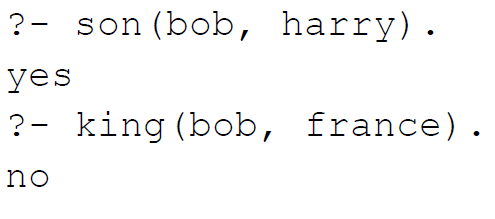 ?- son(bob, harry).
yes
?- king(bob, france).
no